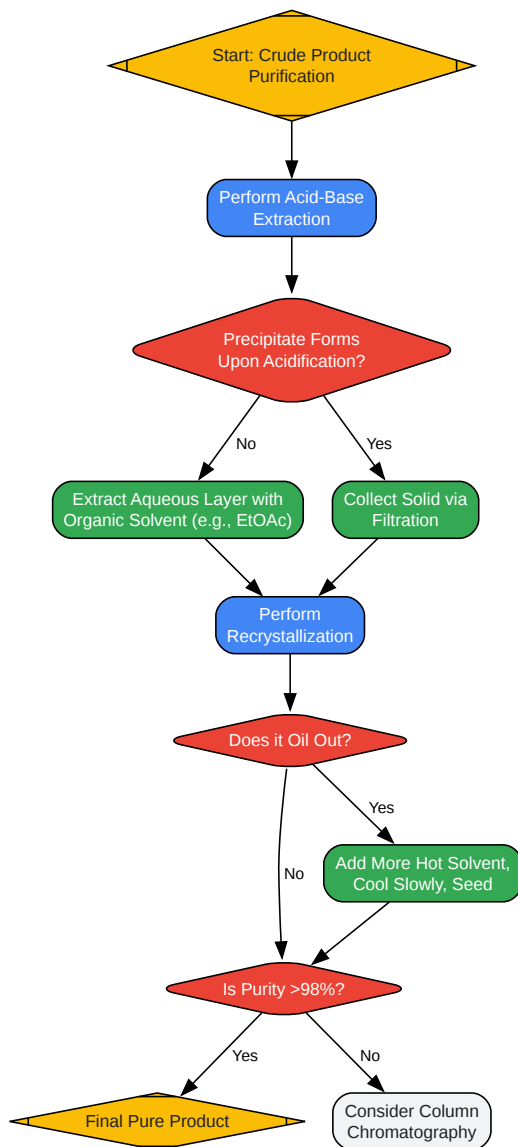 Start: Crude Product
Purification
Perform Acid-Base
Extraction
Precipitate Forms
Upon Acidification?
No
Yes
Extract Aqueous Layer with
Organic Solvent (e.g., EtOAc)
Collect Solid via
Filtration
Perform
Recrystallization
Does it Oil Out?
Yes
No
Add More Hot Solvent,
Cool Slowly, Seed
Is Purity >98%?
Yes
No
Final Pure Product
Consider Column
Chromatography